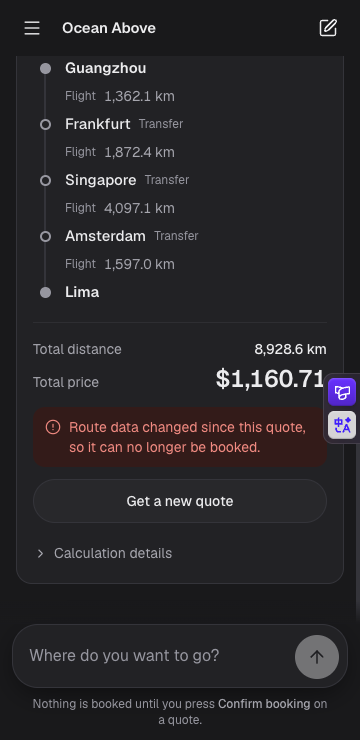 Ocean Above
Guangzhou
Flight 1,362.1 km
Frankfurt Transfer
Flight 1,872.4 km
Singapore Transfer
Flight 4,097.1 km
Amsterdam Transfer
Flight 1,597.0 km
Lima
Total distance 8,928.6 km
Total price $1,160.71
Route data changed since this quote,
so it can no longer be booked.
Get a new quote
Calculation details
中A
Where do you want to go?
Nothing is booked until you press Confirm booking on
a quote.